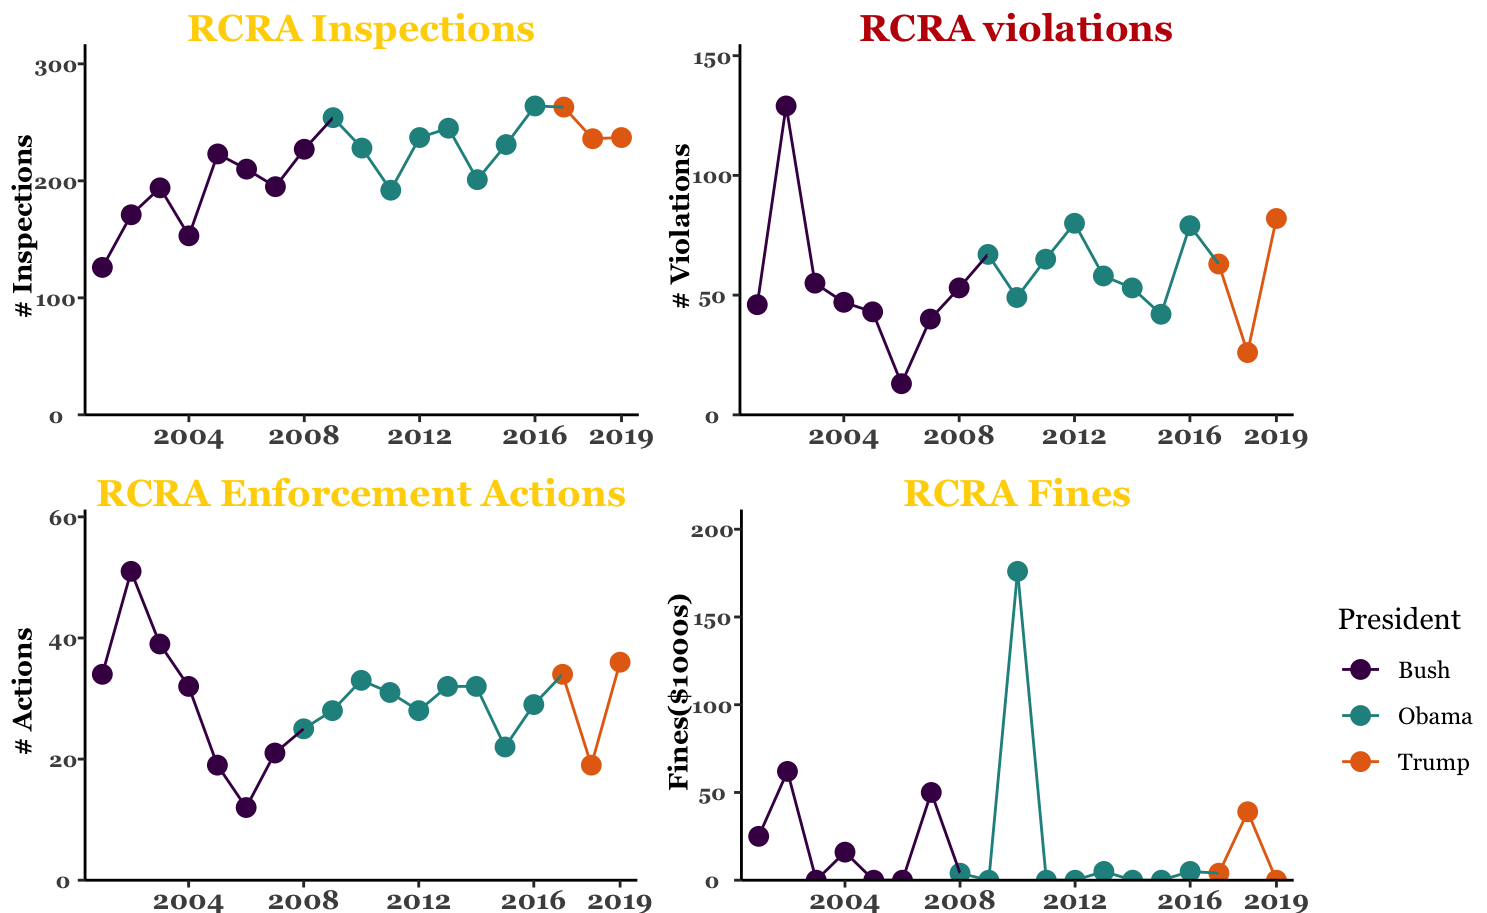 RCRA Inspections
# Inspections
300
200
100
0
2004 2008 2012 2016 2019
RCRA violations
# Violations
150
100
50
0
2004 2008 2012 2016 2019
RCRA Enforcement Actions
# Actions
60
40
20
0
2004 2008 2012 2016 2019
RCRA Fines
Fines($1000s)
200
150
100
50
0
2004 2008 2012 2016 2019
President
Bush
Obama
Trump